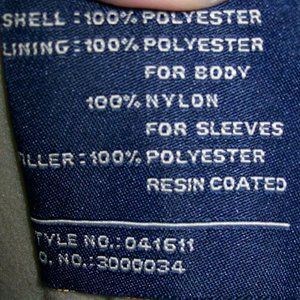 SHELL : 100% POLYESTER
LINING : 100% POLYESTER
FOR BODY
100% NYLON
FOR SLEEVES
ILLER : 100% POLYESTER
RESIN COATED
TYLE NO. : 041611
O. NO. : 3000034